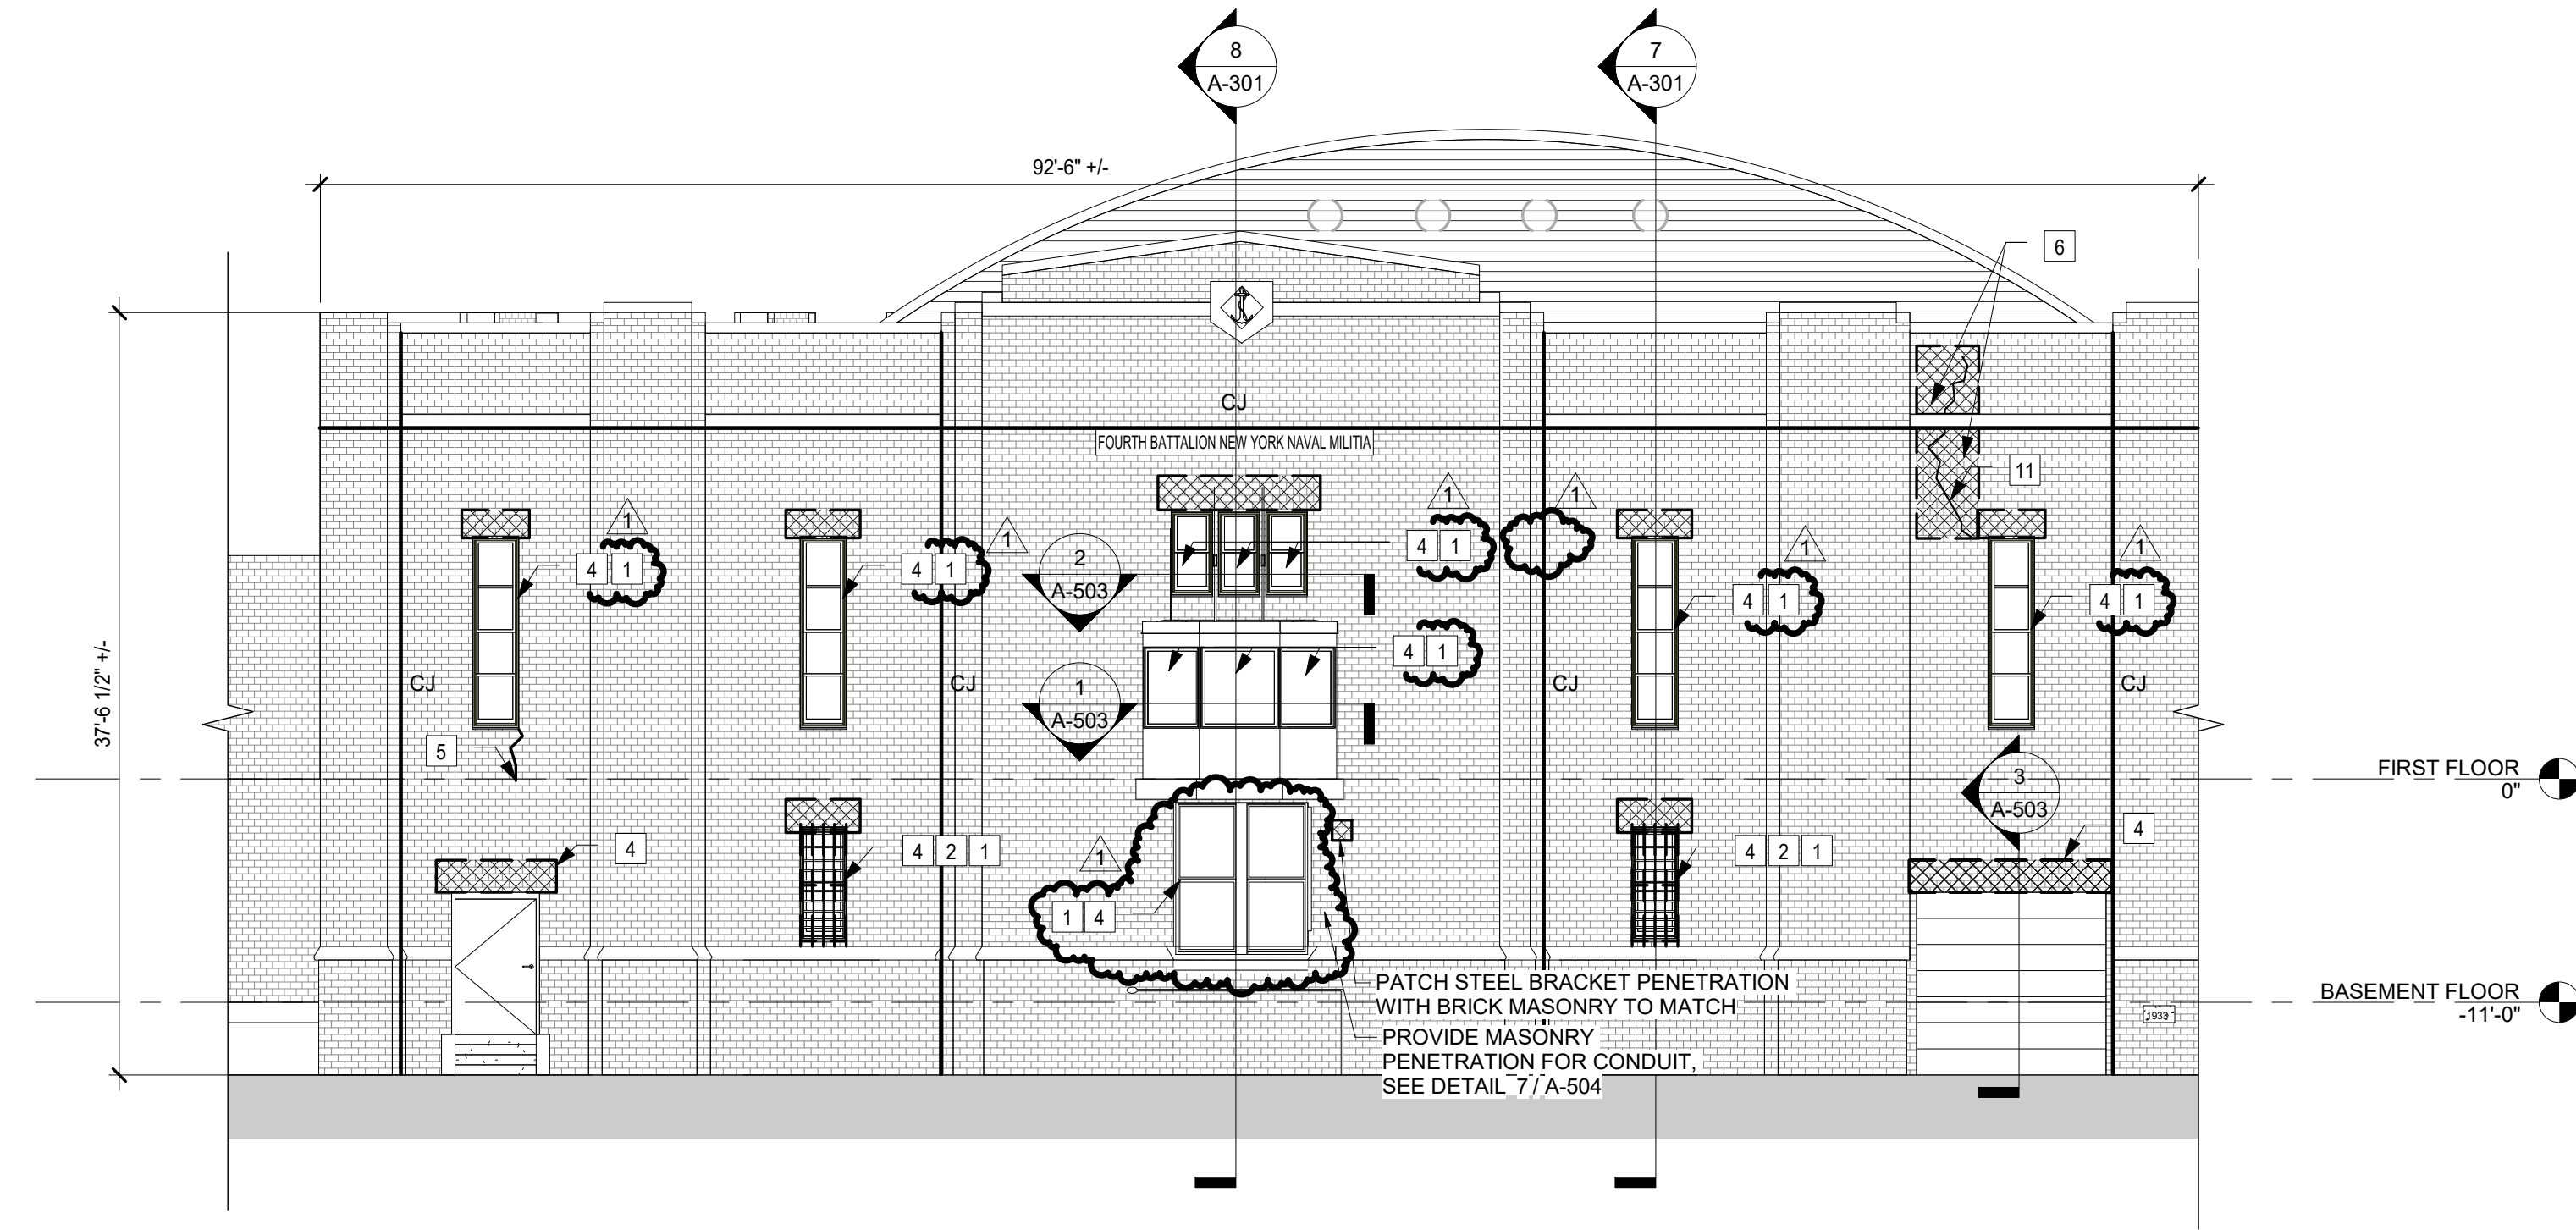 8
A-301
7
A-301
92'-6" +/-
6
CJ
FOURTH BATTALION NEW YORK NAVAL MILITIA
11
1
1
1
1
1
1
4 1
4 1
2
A-503
4 1
4 1
4 1
37'-6 1/2" +/-
4 1
CJ
CJ
1
A-503
CJ
CJ
5
FIRST FLOOR
0"
3
A-503
4
4
4 2 1
1
4 2 1
1 4
PATCH STEEL BRACKET PENETRATION
WITH BRICK MASONRY TO MATCH
BASEMENT FLOOR
-11'-0"
1933
PROVIDE MASONRY
PENETRATION FOR CONDUIT,
SEE DETAIL 7 / A-504